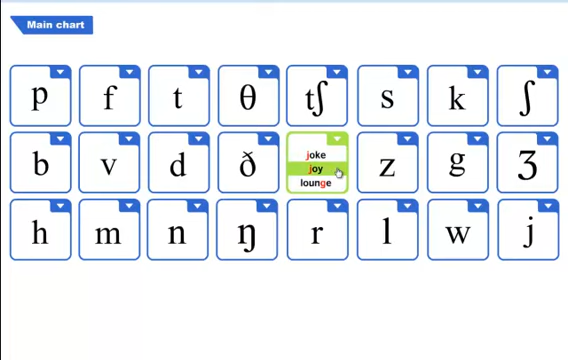 Main chart
p f t θ tʃ s k ʃ
b v d ð joke z g ʒ
joy
lounge
h m n ŋ r l w j